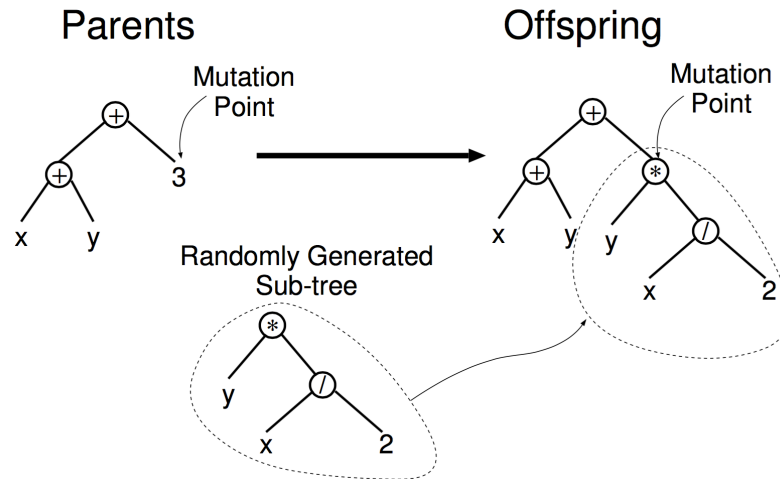 Parents
Offspring
Mutation
Point
+
+
3
x
y
Mutation
Point
+
+
*
x
y
y
/
x
2
Randomly Generated
Sub-tree
*
y
/
x
2